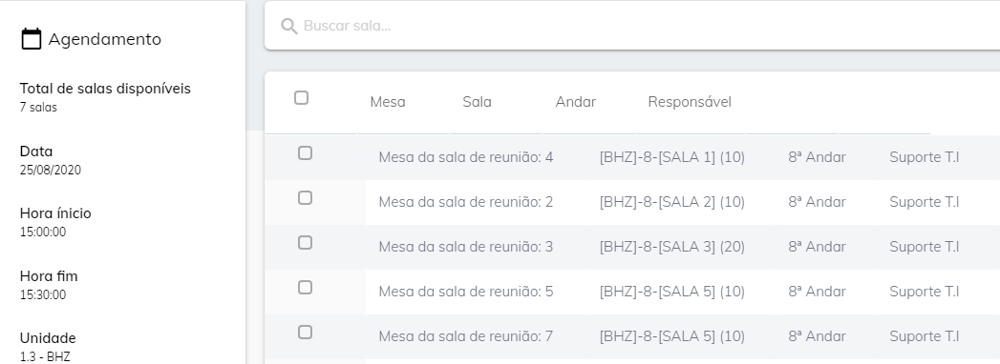 Agendamento
Total de salas disponíveis
7 salas
Data
25/08/2020
Hora ínicio
15:00:00
Hora fim
15:30:00
Unidade
1.3 - BHZ
Buscar sala...
Mesa Sala Andar Responsável
Mesa da sala de reunião: 4 [BHZ]-8-[SALA 1] (10) 8ª Andar Suporte T.I
Mesa da sala de reunião: 2 [BHZ]-8-[SALA 2] (10) 8ª Andar Suporte T.I
Mesa da sala de reunião: 3 [BHZ]-8-[SALA 3] (20) 8ª Andar Suporte T.I
Mesa da sala de reunião: 5 [BHZ]-8-[SALA 5] (10) 8ª Andar Suporte T.I
Mesa da sala de reunião: 7 [BHZ]-8-[SALA 5] (10) 8ª Andar Suporte T.I